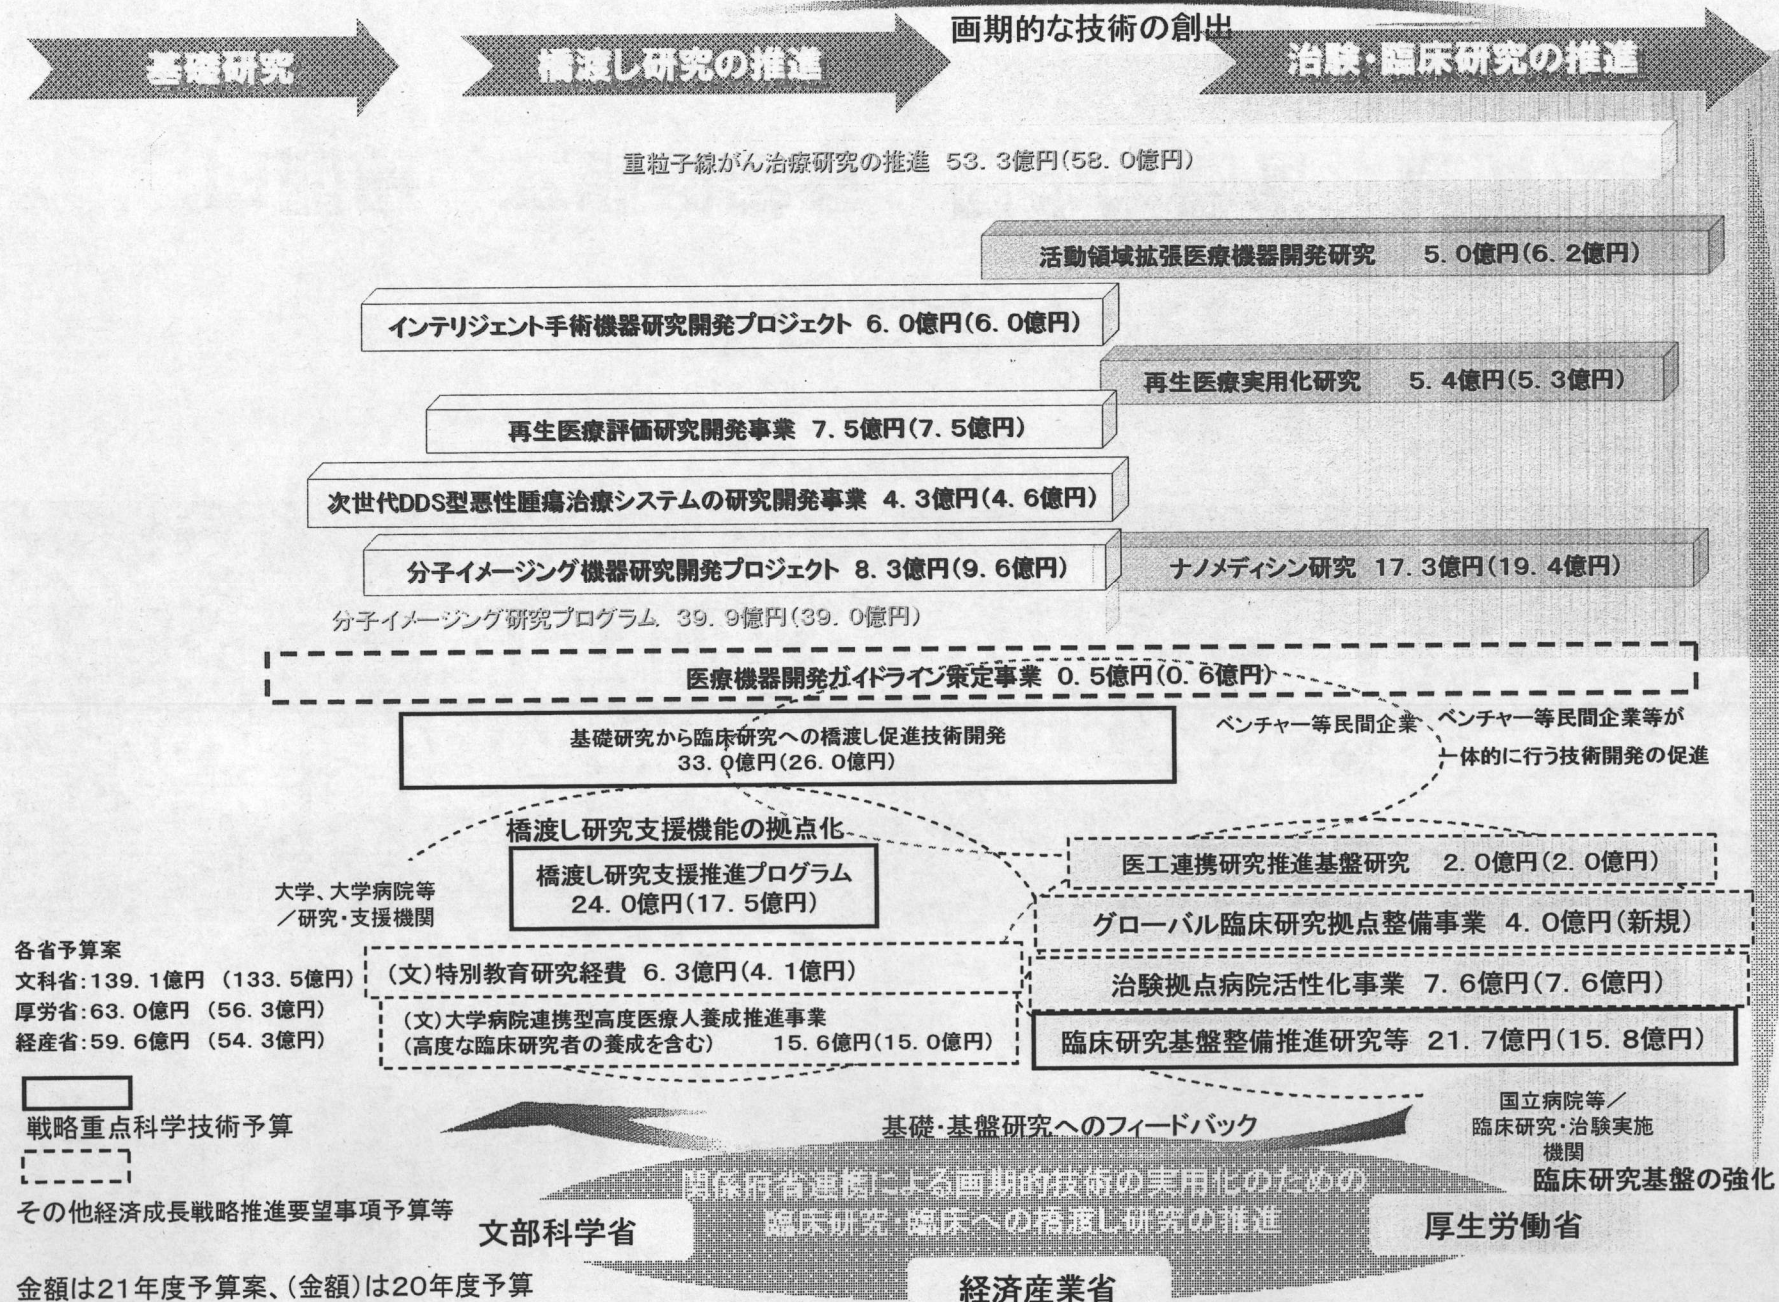 画期的な技術の創出
基礎研究
橋渡し研究の推進
治験・臨床研究の推進
重粒子線がん治療研究の推進 53.3億円(58.0億円)
活動領域拡張医療機器開発研究 5.0億円(6.2億円)
インテリジェント手術機器研究開発プロジェクト 6.0億円(6.0億円)
再生医療実用化研究 5.4億円(5.3億円)
再生医療評価研究開発事業 7.5億円(7.5億円)
次世代DDS型悪性腫瘍治療システムの研究開発事業 4.3億円(4.6億円)
分子イメージング機器研究開発プロジェクト 8.3億円(9.6億円)
ナノメディシン研究 17.3億円(19.4億円)
分子イメージング研究プログラム 39.9億円(39.0億円)
医療機器開発ガイドライン策定事業 0.5億円(0.6億円)
基礎研究から臨床研究への橋渡し促進技術開発
33.0億円(26.0億円)
ベンチャー等民間企業
ベンチャー等民間企業等が
一体的に行う技術開発の促進
橋渡し研究支援機能の拠点化
橋渡し研究支援推進プログラム
24.0億円(17.5億円)
大学、大学病院等
/研究・支援機関
医工連携研究推進基盤研究 2.0億円(2.0億円)
グローバル臨床研究拠点整備事業 4.0億円(新規)
各省予算案
文科省:139.1億円 (133.5億円)
厚労省:63.0億円 (56.3億円)
経産省:59.6億円 (54.3億円)
(文)特別教育研究経費 6.3億円(4.1億円)
治験拠点病院活性化事業 7.6億円(7.6億円)
(文)大学病院連携型高度医療人養成推進事業
(高度な臨床研究者の養成を含む) 15.6億円(15.0億円)
臨床研究基盤整備推進研究等 21.7億円(15.8億円)
戦略重点科学技術予算
その他経済成長戦略推進要望事項予算等
基礎・基盤研究へのフィードバック
国立病院等/
臨床研究・治験実施
機関
臨床研究基盤の強化
関係府省連携による画期的技術の実用化のための
臨床研究・臨床への橋渡し研究の推進
文部科学省
厚生労働省
経済産業省
金額は21年度予算案、(金額)は20年度予算